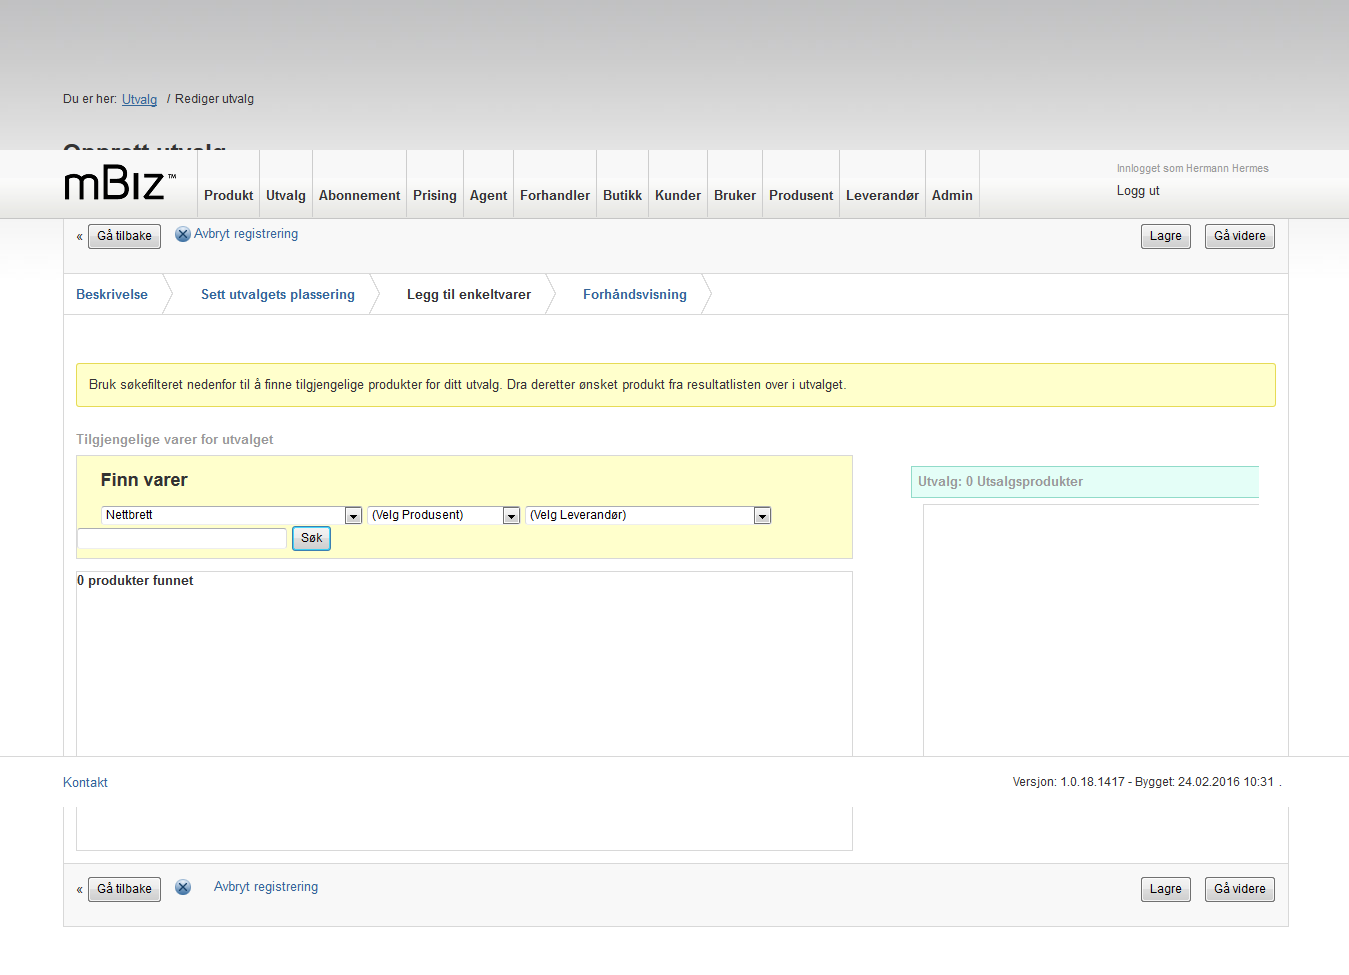 Du er her: Utvalg / Rediger utvalg
Opprett utvalg
mBiz™
Produkt Utvalg Abonnement Prising Agent Forhandler Butikk Kunder Bruker Produsent Leverandør Admin
Innlogget som Hermann Hermes
Logg ut
« Gå tilbake Avbryt registrering Lagre Gå videre
Beskrivelse Sett utvalgets plassering Legg til enkeltvarer Forhåndsvisning
Bruk søkefilteret nedenfor til å finne tilgjengelige produkter for ditt utvalg. Dra deretter ønsket produkt fra resultatlisten over i utvalget.
Tilgjengelige varer for utvalget
Finn varer
Nettbrett (Velg Produsent) (Velg Leverandør)
Søk
Utvalg: 0 Utsalgsprodukter
0 produkter funnet
Kontakt
Versjon: 1.0.18.1417 - Bygget: 24.02.2016 10:31 .
« Gå tilbake Avbryt registrering Lagre Gå videre